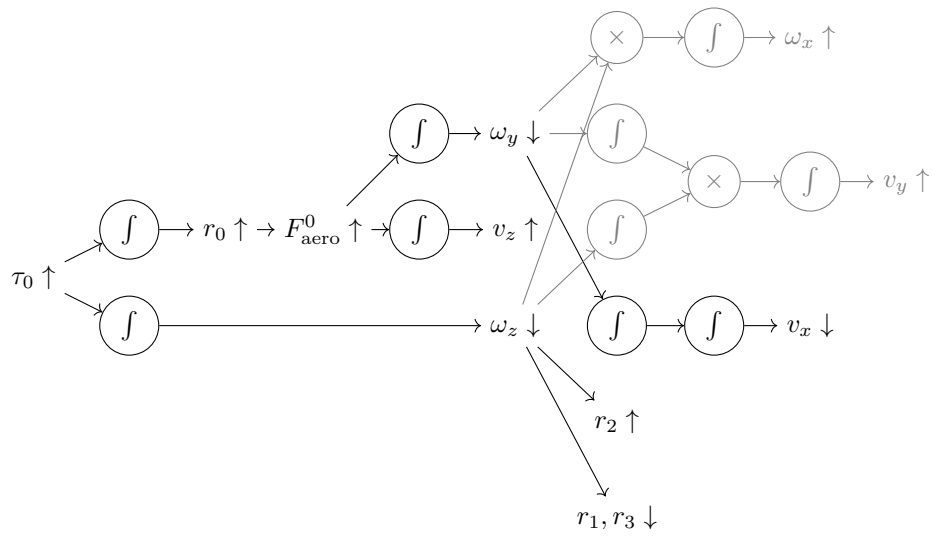 × ∫ ω_x ↑
∫ ω_y ↓ ∫
× ∫ v_y ↑
∫ r_0 ↑ F^0_aero ↑ ∫ v_z ↑ ∫
τ_0 ↑
∫ ω_z ↓ ∫ ∫ v_x ↓
r_2 ↑
r_1, r_3 ↓